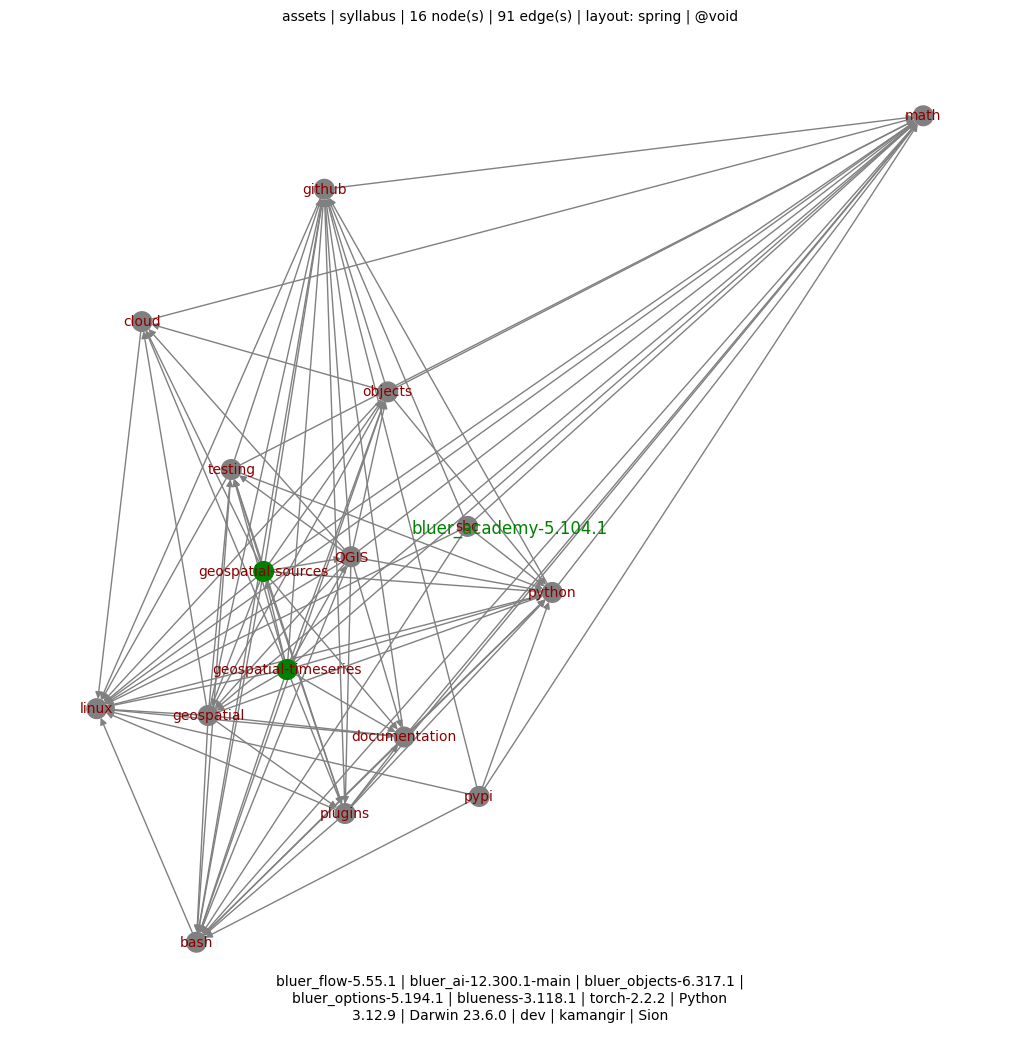 assets | syllabus | 16 node(s) | 91 edge(s) | layout: spring | @void
math
github
cloud
objects
testing
sbc
bluer_academy-5.104.1
QGIS
geospatial-sources
python
geospatial-timeseries
linux
geospatial
documentation
pypi
plugins
bash
bluer_flow-5.55.1 | bluer_ai-12.300.1-main | bluer_objects-6.317.1 |
bluer_options-5.194.1 | blueness-3.118.1 | torch-2.2.2 | Python
3.12.9 | Darwin 23.6.0 | dev | kamangir | Sion